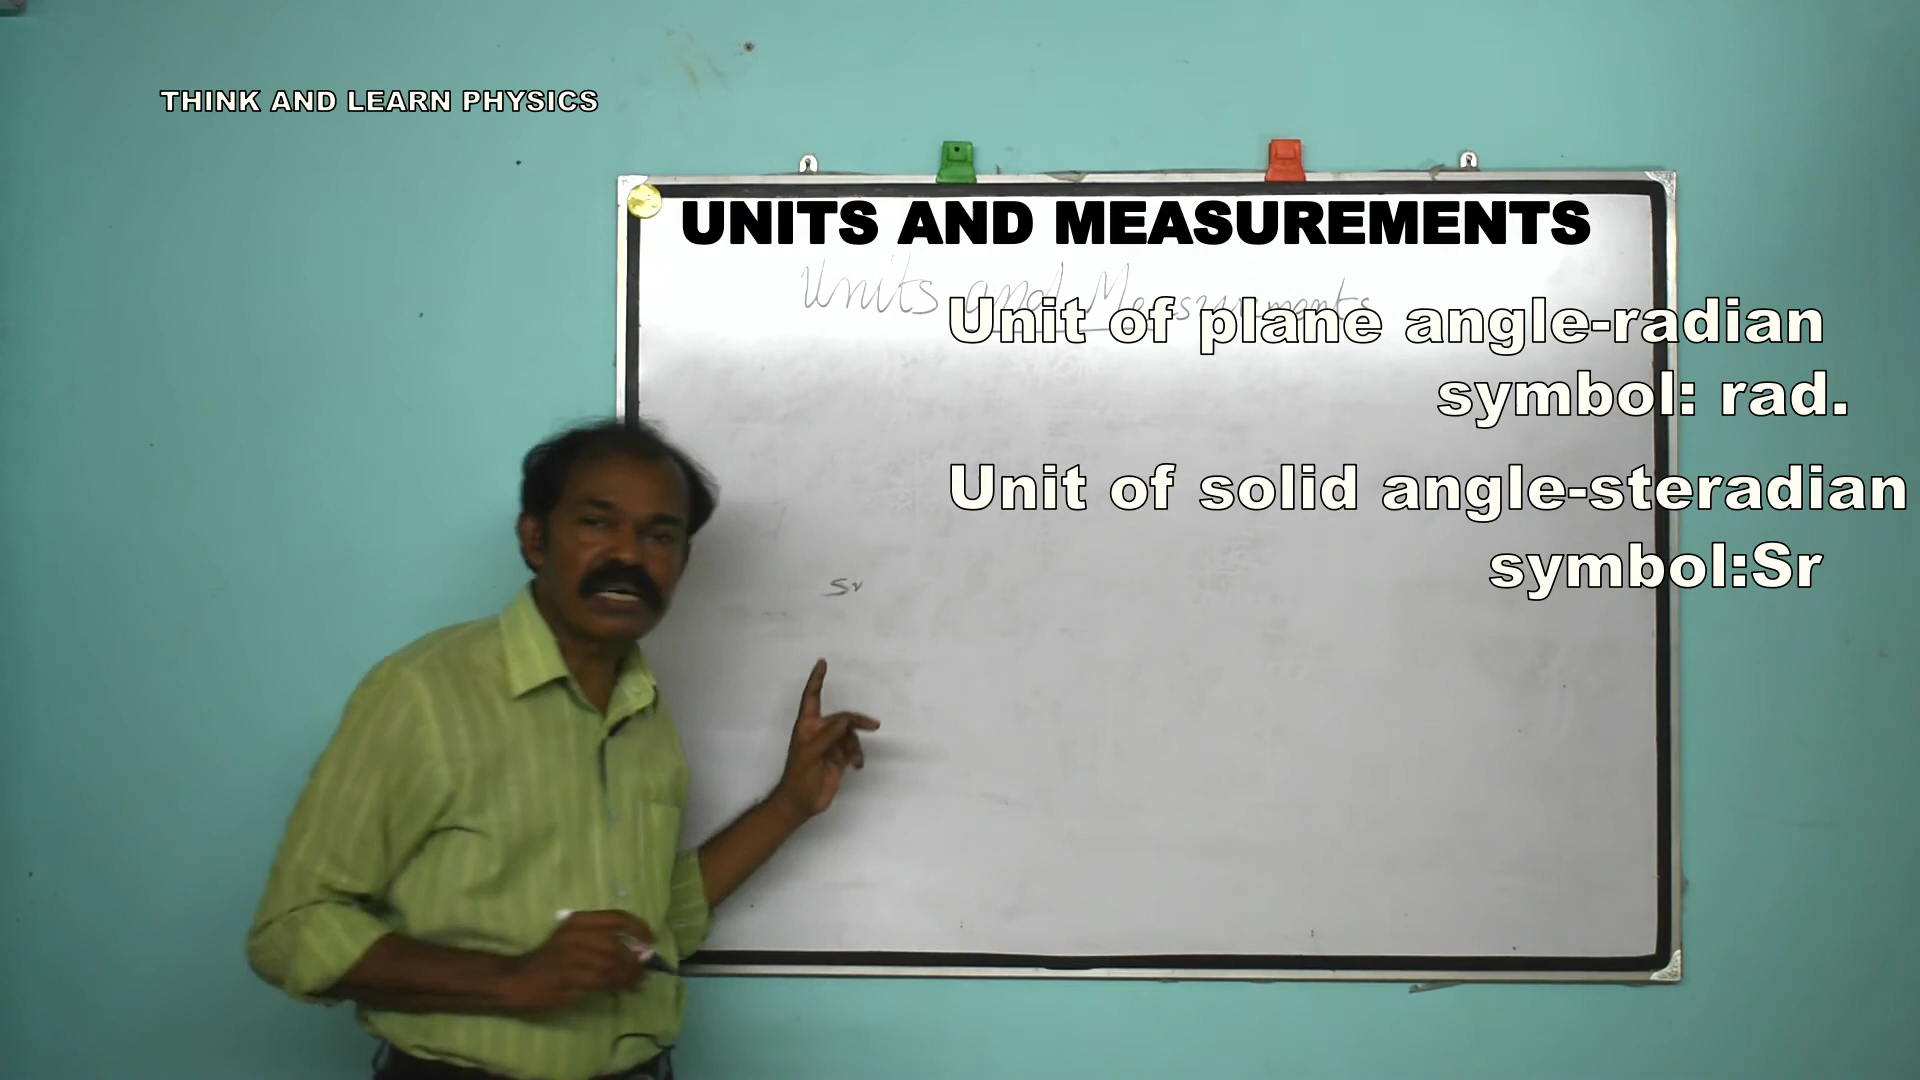 THINK AND LEARN PHYSICS
UNITS AND MEASUREMENTS
Units and Measurements
Unit of plane angle-radian
symbol: rad.
Unit of solid angle-steradian
symbol:Sr
Sr